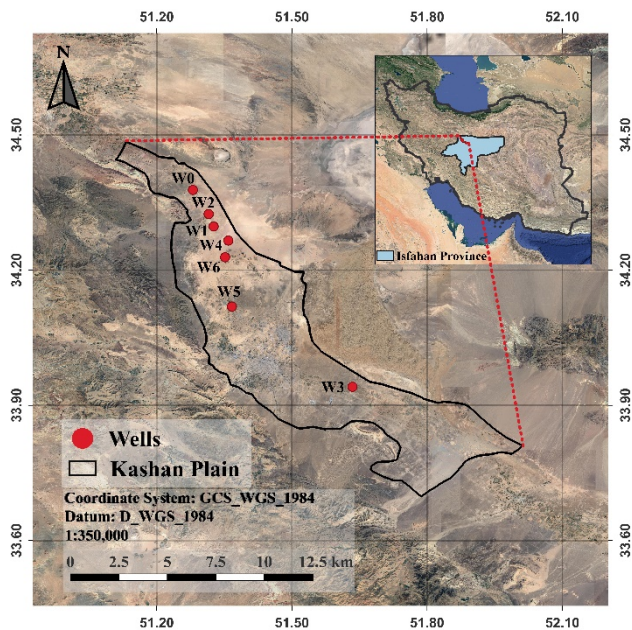 51.20 51.50 51.80 52.10
N
34.50 34.50
W0
W2
W1
W4
W6
Isfahan Province
34.20 34.20
W5
W3
33.90 33.90
Wells
Kashan Plain
Coordinate System: GCS_WGS_1984
Datum: D_WGS_1984
1:350,000
33.60 33.60
0 2.5 5 7.5 10 12.5 km
51.20 51.50 51.80 52.10